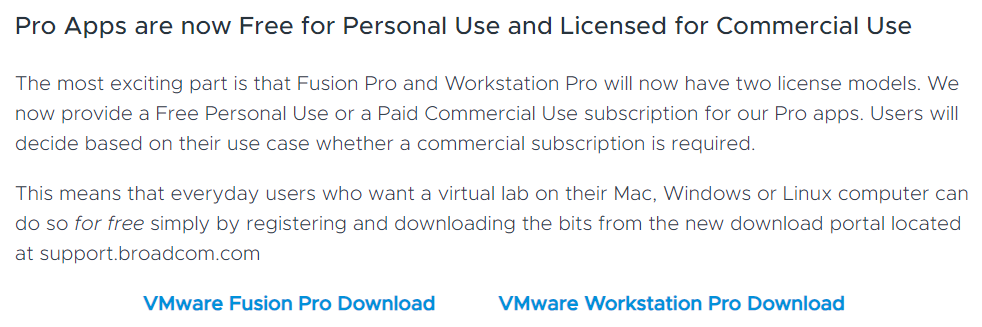 Pro Apps are now Free for Personal Use and Licensed for Commercial Use
The most exciting part is that Fusion Pro and Workstation Pro will now have two license models. We
now provide a Free Personal Use or a Paid Commercial Use subscription for our Pro apps. Users will
decide based on their use case whether a commercial subscription is required.
This means that everyday users who want a virtual lab on their Mac, Windows or Linux computer can
do so for free simply by registering and downloading the bits from the new download portal located
at support.broadcom.com
VMware Fusion Pro Download VMware Workstation Pro Download